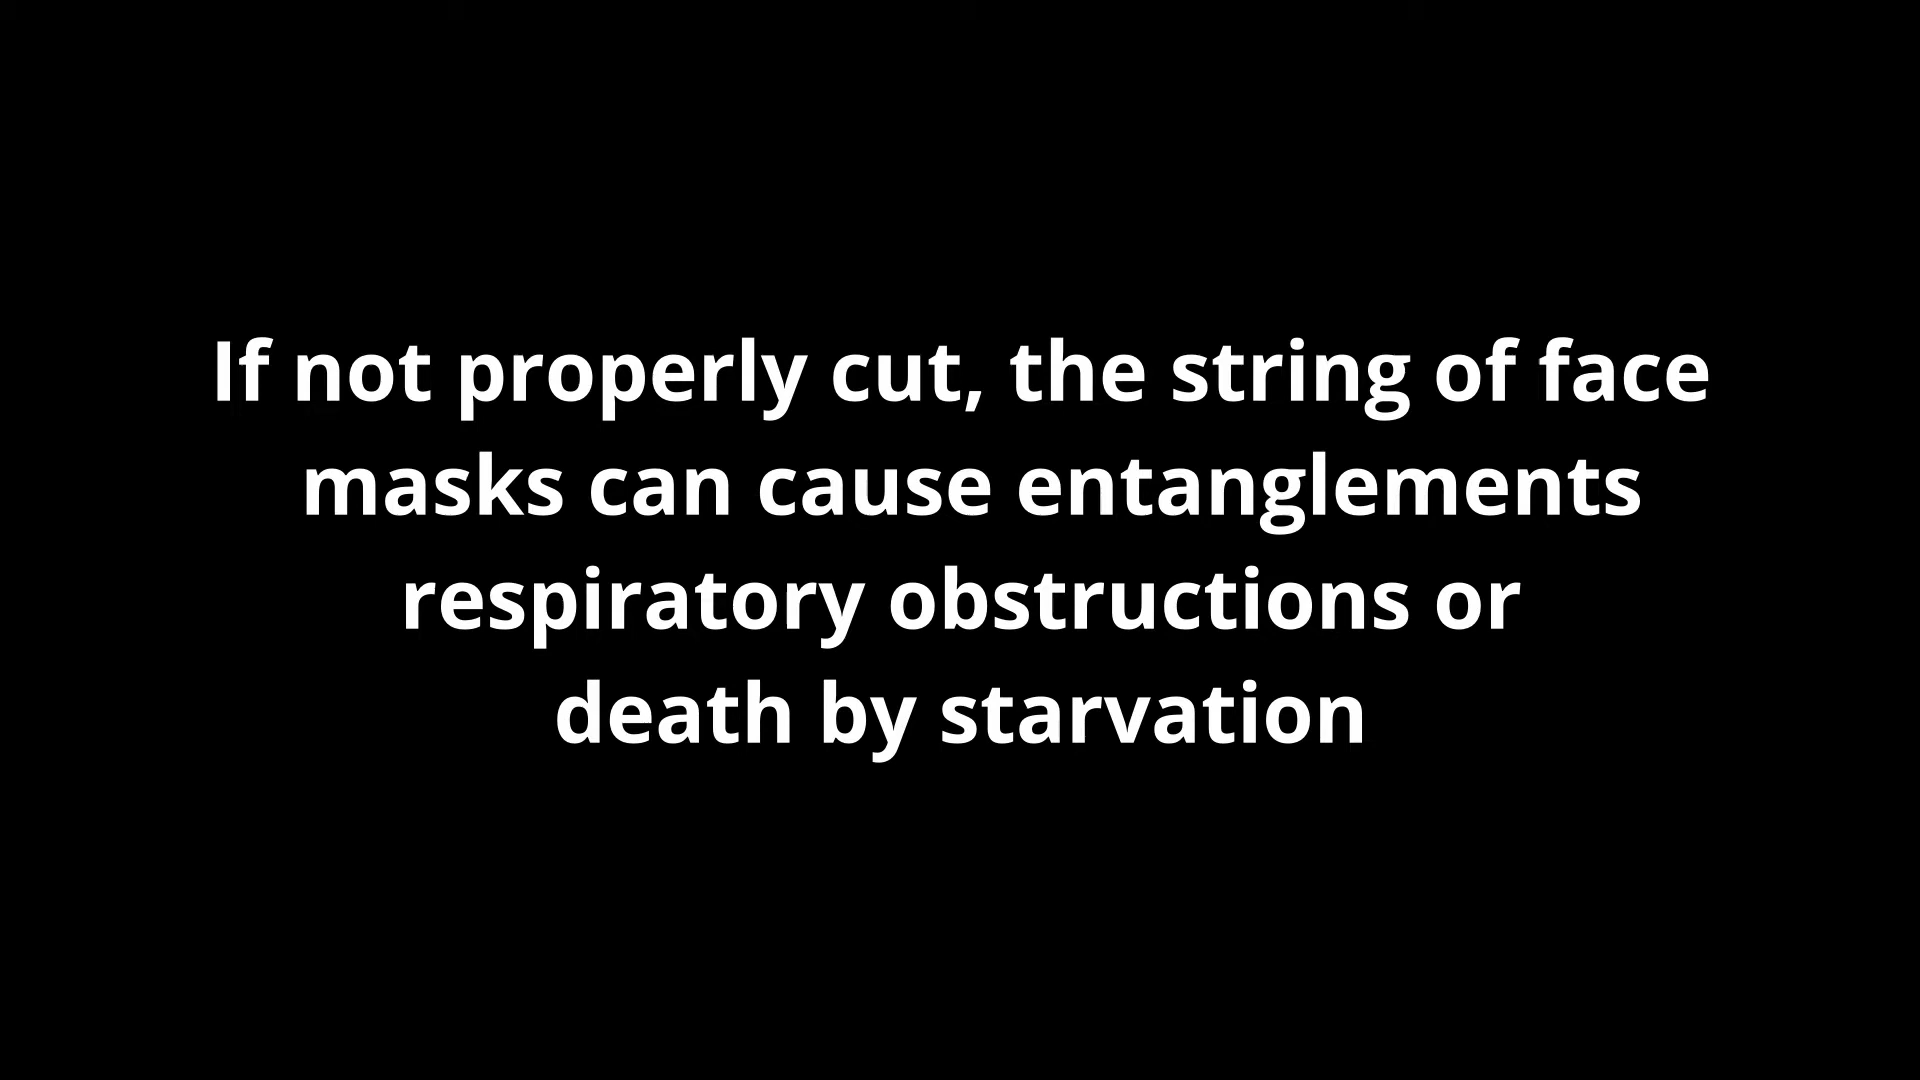 If not properly cut, the string of face
masks can cause entanglements
respiratory obstructions or
death by starvation